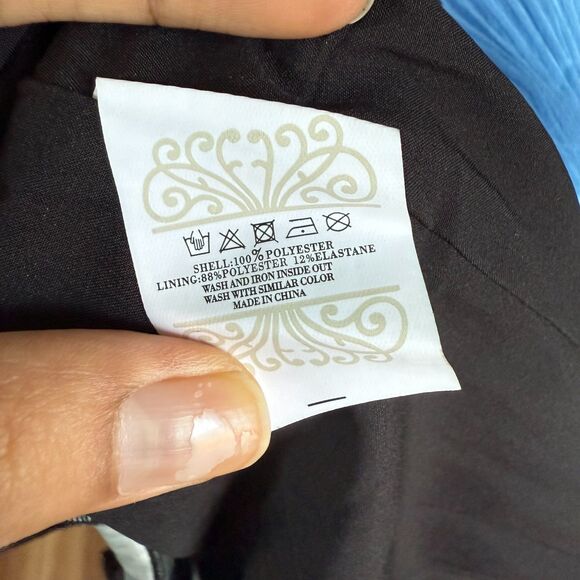 SHELL:100%POLYESTER
LINING:88%POLYESTER 12%ELASTANE
WASH AND IRON INSIDE OUT
WASH WITH SIMILAR COLOR
MADE IN CHINA